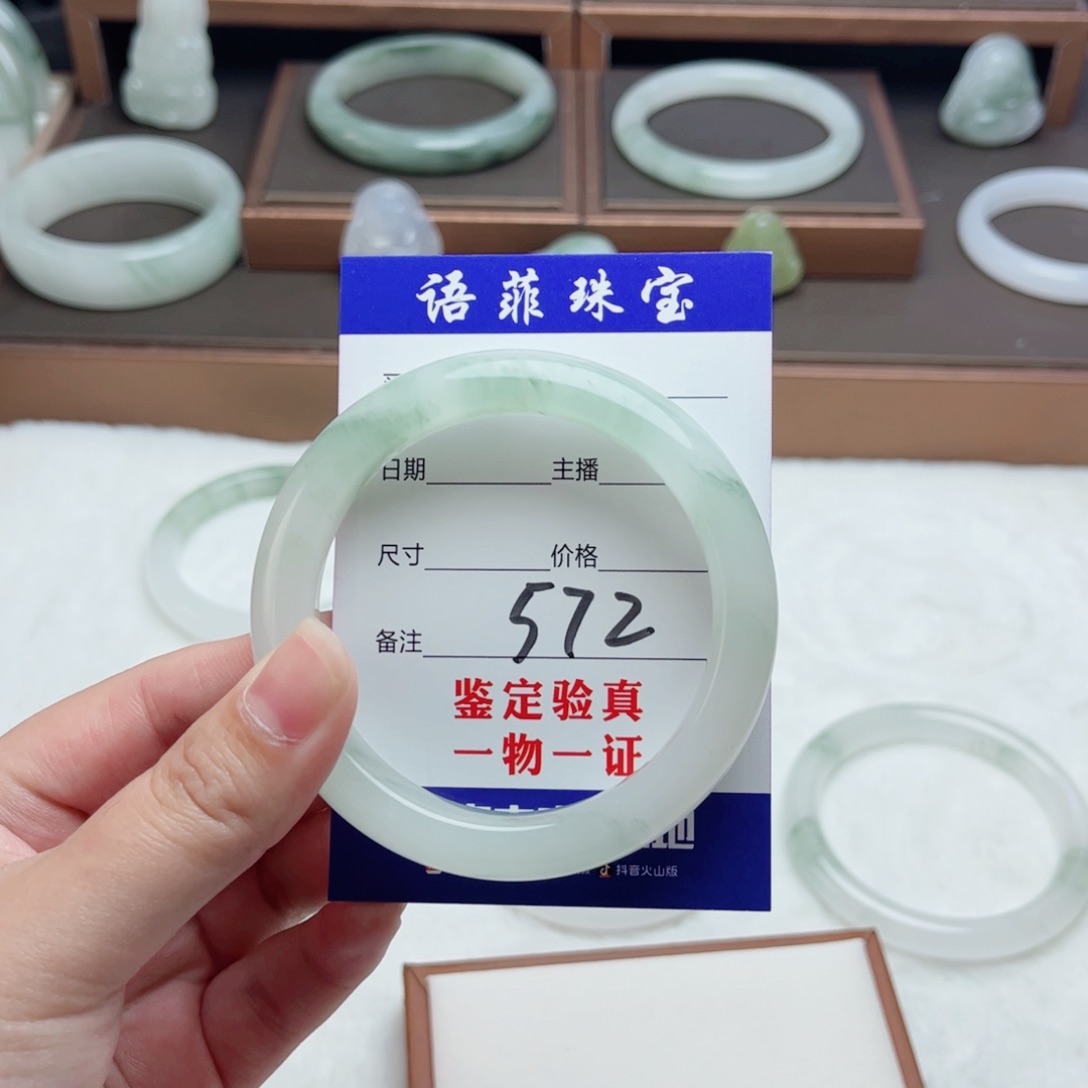 语菲珠宝
日期 主播
尺寸 价格
572
备注
鉴定验真
一物一证
抖音火山版